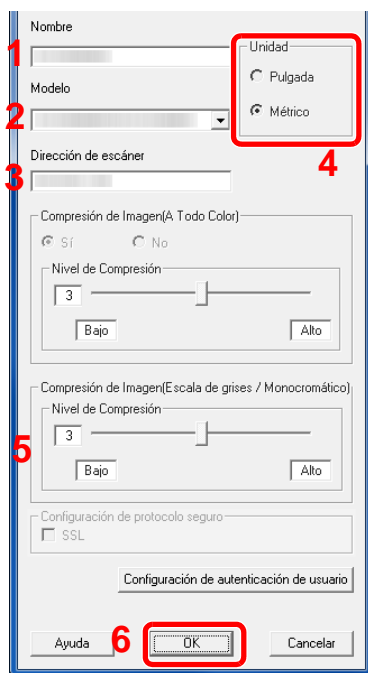 Nombre
1
Unidad
Pulgada
Métrico
4
Modelo
2
Dirección de escáner
3
Compresión de Imagen(A Todo Color)
Sí No
Nivel de Compresión
3
Bajo Alto
Compresión de Imagen(Escala de grises / Monocromático)
Nivel de Compresión
3
5
Bajo Alto
Configuración de protocolo seguro
SSL
Configuración de autenticación de usuario
Ayuda 6 OK Cancelar